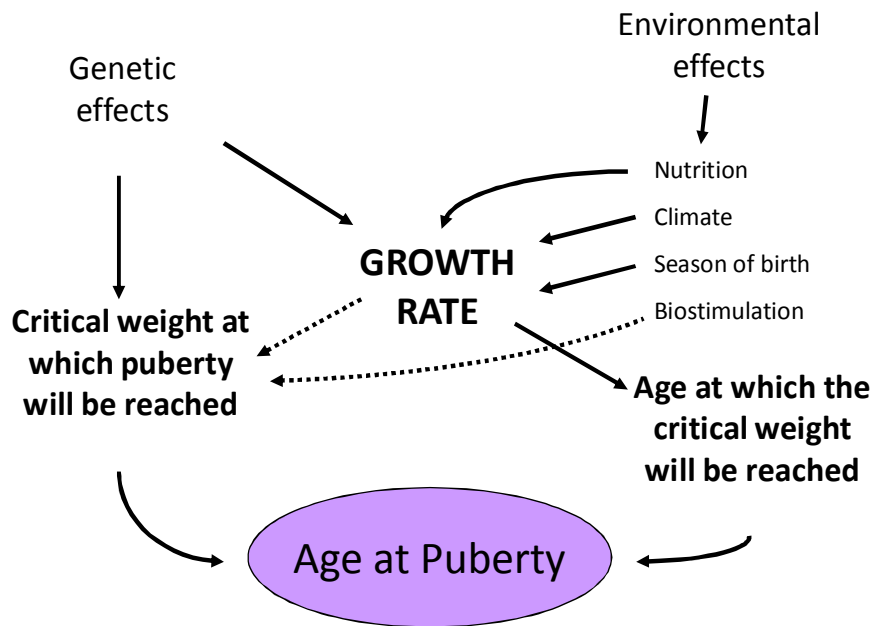 Genetic
effects
Environmental
effects
Nutrition
Climate
Season of birth
Biostimulation
GROWTH
RATE
Critical weight at
which puberty
will be reached
Age at which the
critical weight
will be reached
Age at Puberty